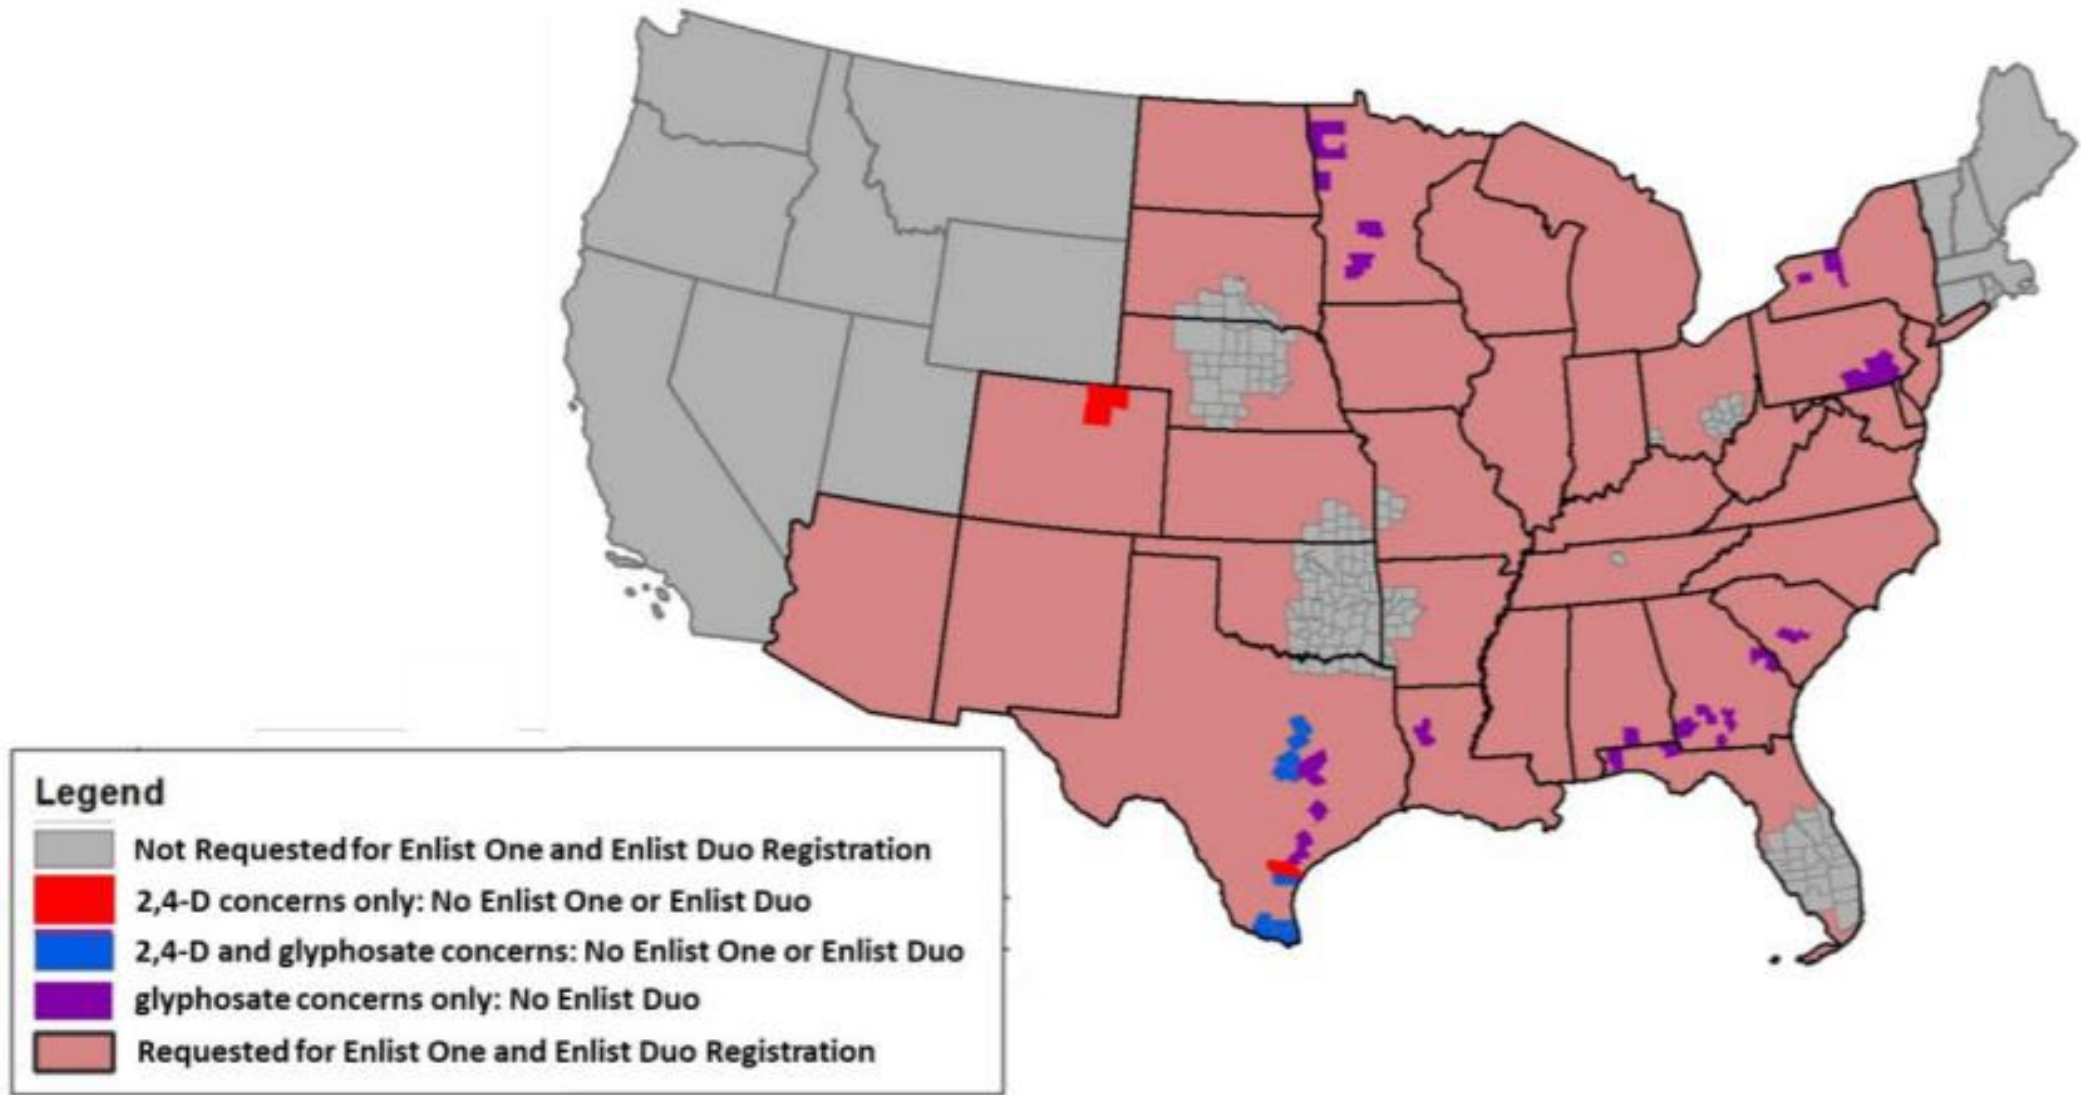 Legend
Not Requested for Enlist One and Enlist Duo Registration
2,4-D concerns only: No Enlist One or Enlist Duo
2,4-D and glyphosate concerns: No Enlist One or Enlist Duo
glyphosate concerns only: No Enlist Duo
Requested for Enlist One and Enlist Duo Registration